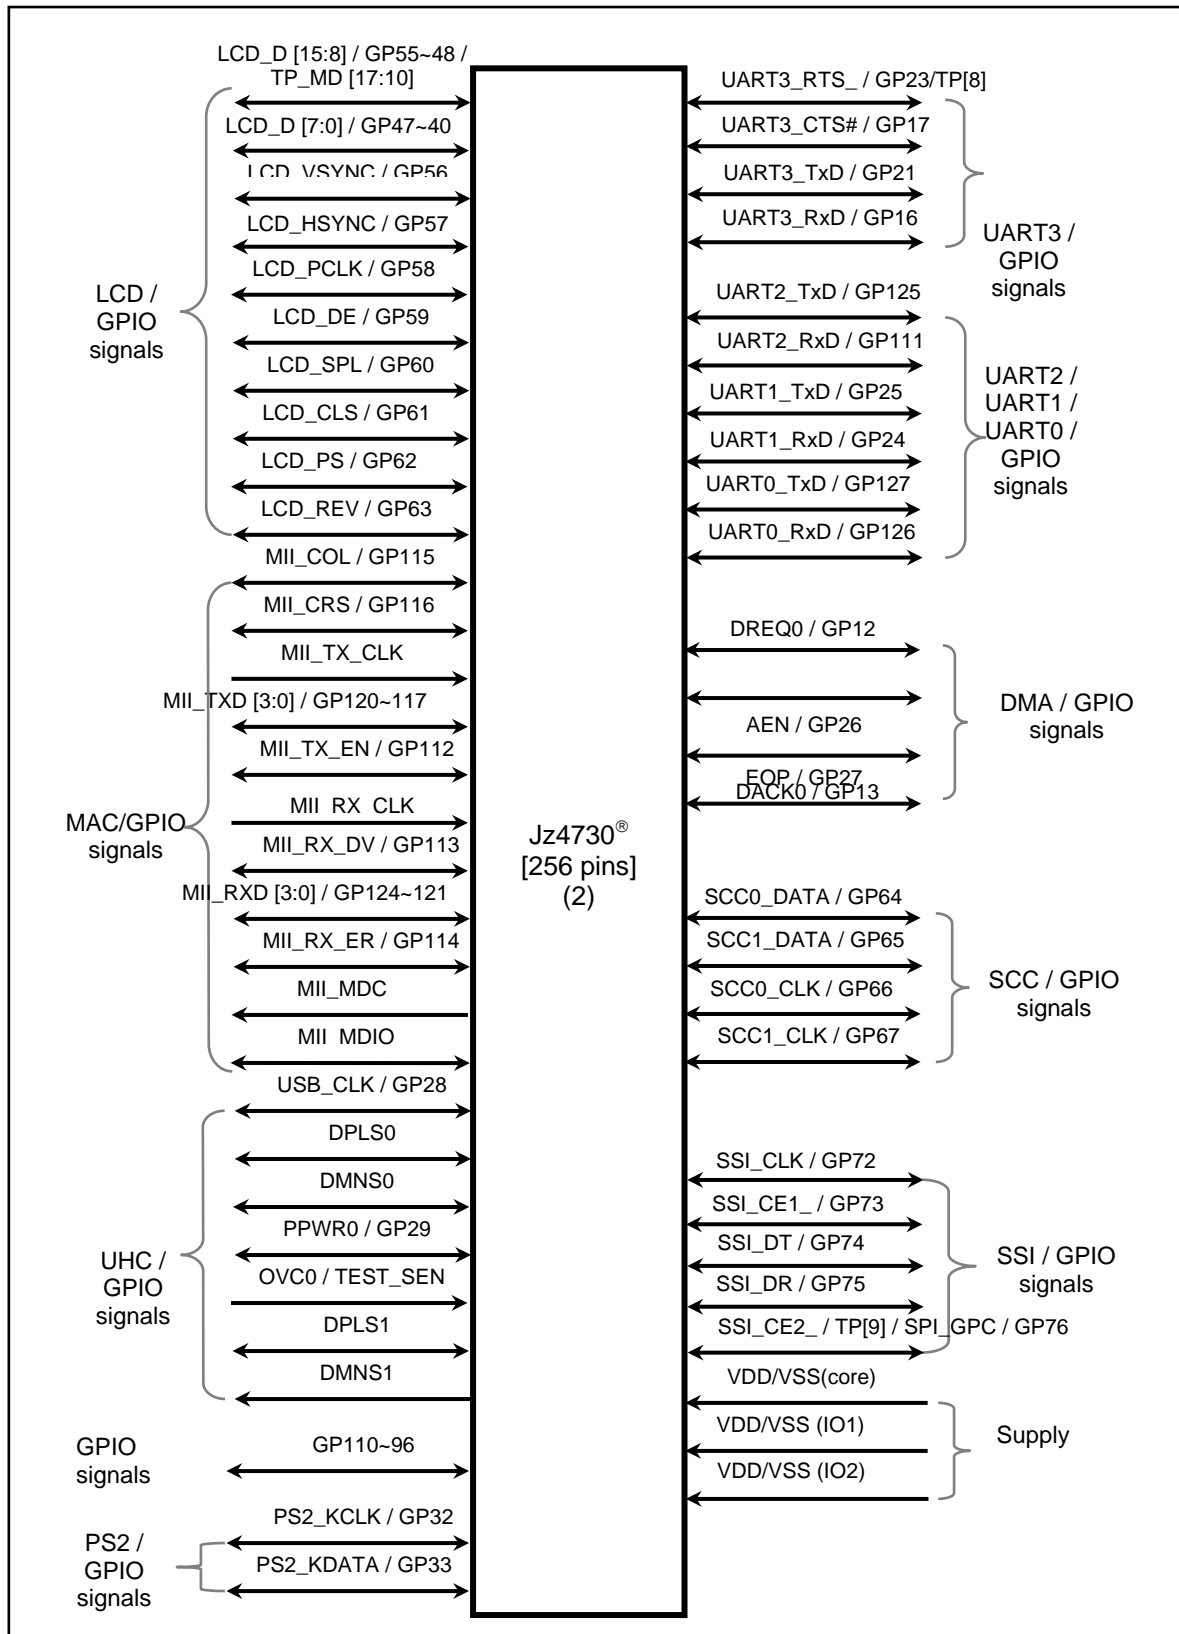 LCD_D [15:8] / GP55~48 /
TP_MD [17:10]
LCD_D [7:0] / GP47~40
LCD_VSYNC / GP56
LCD_HSYNC / GP57
LCD_PCLK / GP58
LCD_DE / GP59
LCD_SPL / GP60
LCD_CLS / GP61
LCD_PS / GP62
LCD_REV / GP63
LCD /
GPIO
signals
MII_COL / GP115
MII_CRS / GP116
MII_TX_CLK
MII_TXD [3:0] / GP120~117
MII_TX_EN / GP112
MII_RX_CLK
MII_RX_DV / GP113
MII_RXD [3:0] / GP124~121
MII_RX_ER / GP114
MII_MDC
MII_MDIO
MAC/GPIO
signals
USB_CLK / GP28
DPLS0
DMNS0
PPWR0 / GP29
OVC0 / TEST_SEN
DPLS1
DMNS1
UHC /
GPIO
signals
GP110~96
GPIO
signals
PS2_KCLK / GP32
PS2_KDATA / GP33
PS2 /
GPIO
signals
Jz4730®
[256 pins]
(2)
UART3_RTS_ / GP23/TP[8]
UART3_CTS# / GP17
UART3_TxD / GP21
UART3_RxD / GP16
UART3 /
GPIO
signals
UART2_TxD / GP125
UART2_RxD / GP111
UART1_TxD / GP25
UART1_RxD / GP24
UART0_TxD / GP127
UART0_RxD / GP126
UART2 /
UART1 /
UART0 /
GPIO
signals
DREQ0 / GP12
AEN / GP26
EOP / GP27
DACK0 / GP13
DMA / GPIO
signals
SCC0_DATA / GP64
SCC1_DATA / GP65
SCC0_CLK / GP66
SCC1_CLK / GP67
SCC / GPIO
signals
SSI_CLK / GP72
SSI_CE1_ / GP73
SSI_DT / GP74
SSI_DR / GP75
SSI_CE2_ / TP[9] / SPI_GPC / GP76
SSI / GPIO
signals
VDD/VSS(core)
VDD/VSS (IO1)
VDD/VSS (IO2)
Supply